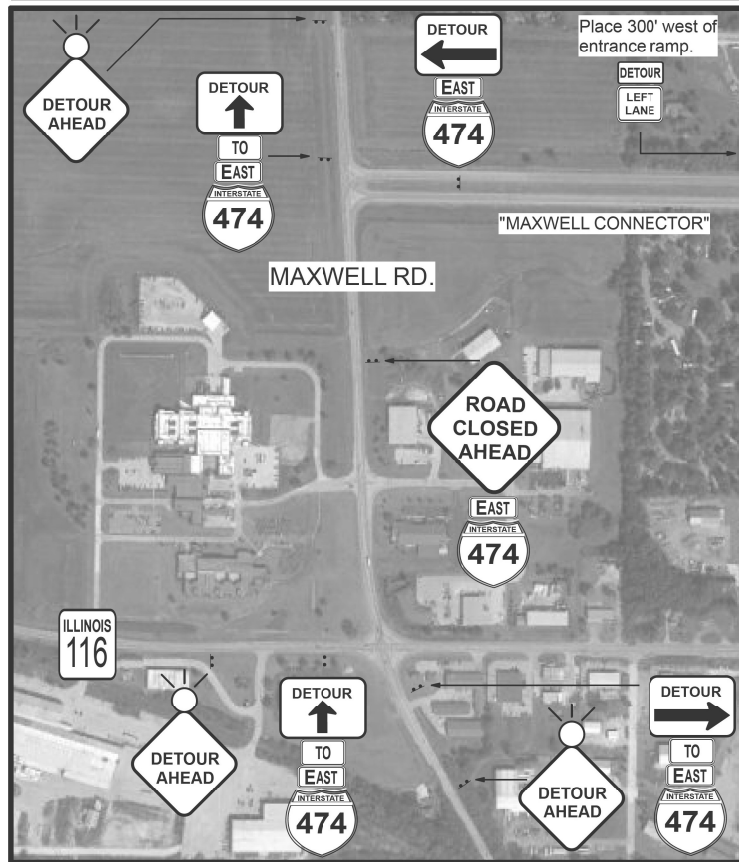 DETOUR
AHEAD
DETOUR
TO
EAST
INTERSTATE
474
DETOUR
EAST
INTERSTATE
474
Place 300' west of
entrance ramp.
DETOUR
LEFT
LANE
"MAXWELL CONNECTOR"
MAXWELL RD.
ROAD
CLOSED
AHEAD
EAST
INTERSTATE
474
ILLINOIS
116
DETOUR
AHEAD
DETOUR
TO
EAST
INTERSTATE
474
DETOUR
AHEAD
DETOUR
TO
EAST
INTERSTATE
474